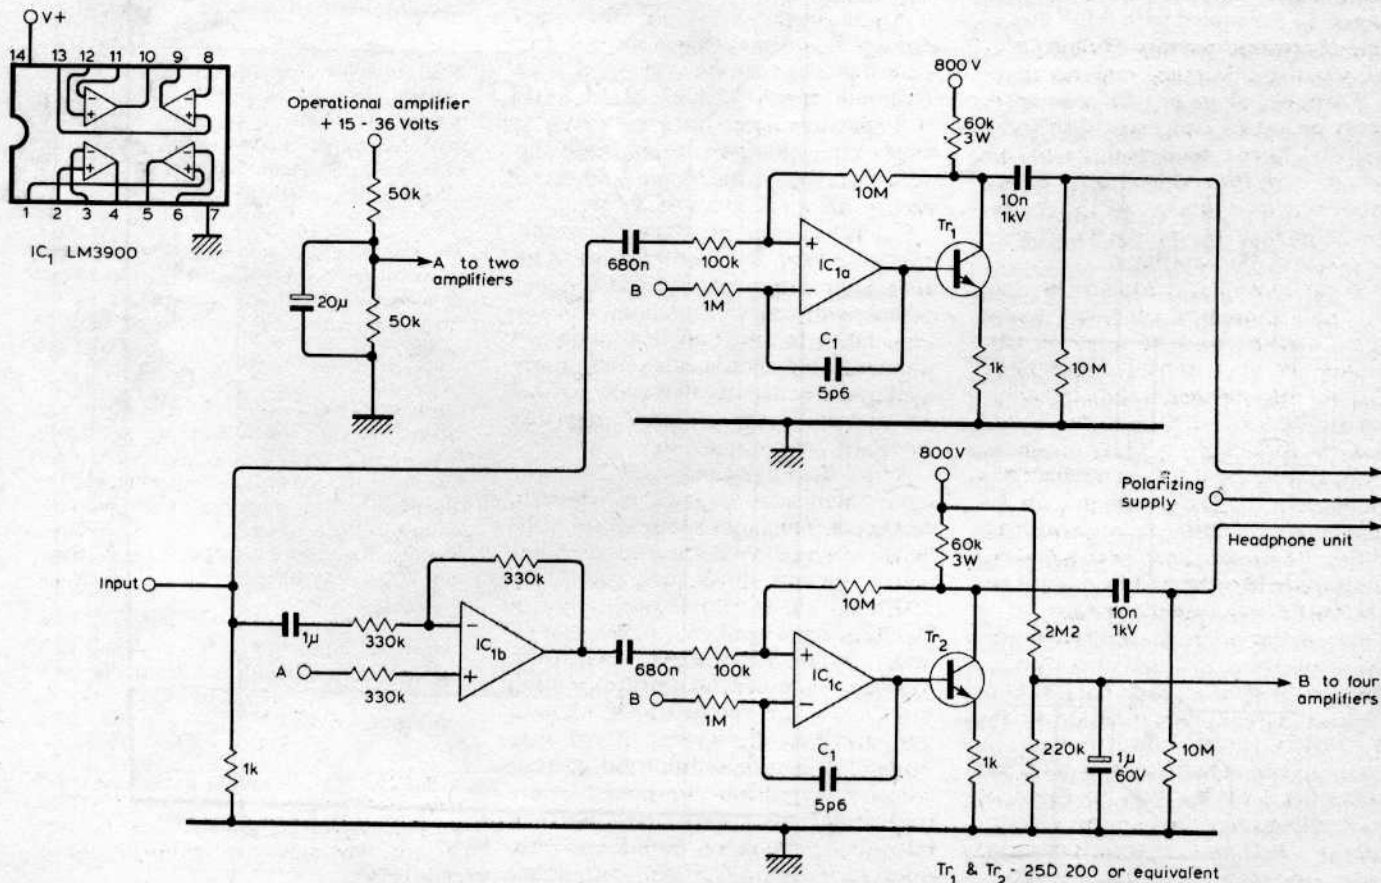 V+
14 13 12 11 10 9 8
1 2 3 4 5 6 7
IC1 LM3900
Operational amplifier
+ 15 - 36 Volts
50k
20µ
A to two
amplifiers
50k
800V
60k
3W
10M
10n
1kV
Tr1
680n
100k
+
IC1a
−
B
1M
C1
5p6
1k
10M
Polarizing
supply
Headphone unit
800V
60k
3W
10M
10n
1kV
2M2
Input
330k
1µ
330k
−
IC1b
+
A
330k
680n
100k
+
IC1c
−
B
1M
Tr2
B to four
amplifiers
C1
5p6
1k
1k
220k
1µ
60V
10M
Tr1 & Tr2 - 25D 200 or equivalent